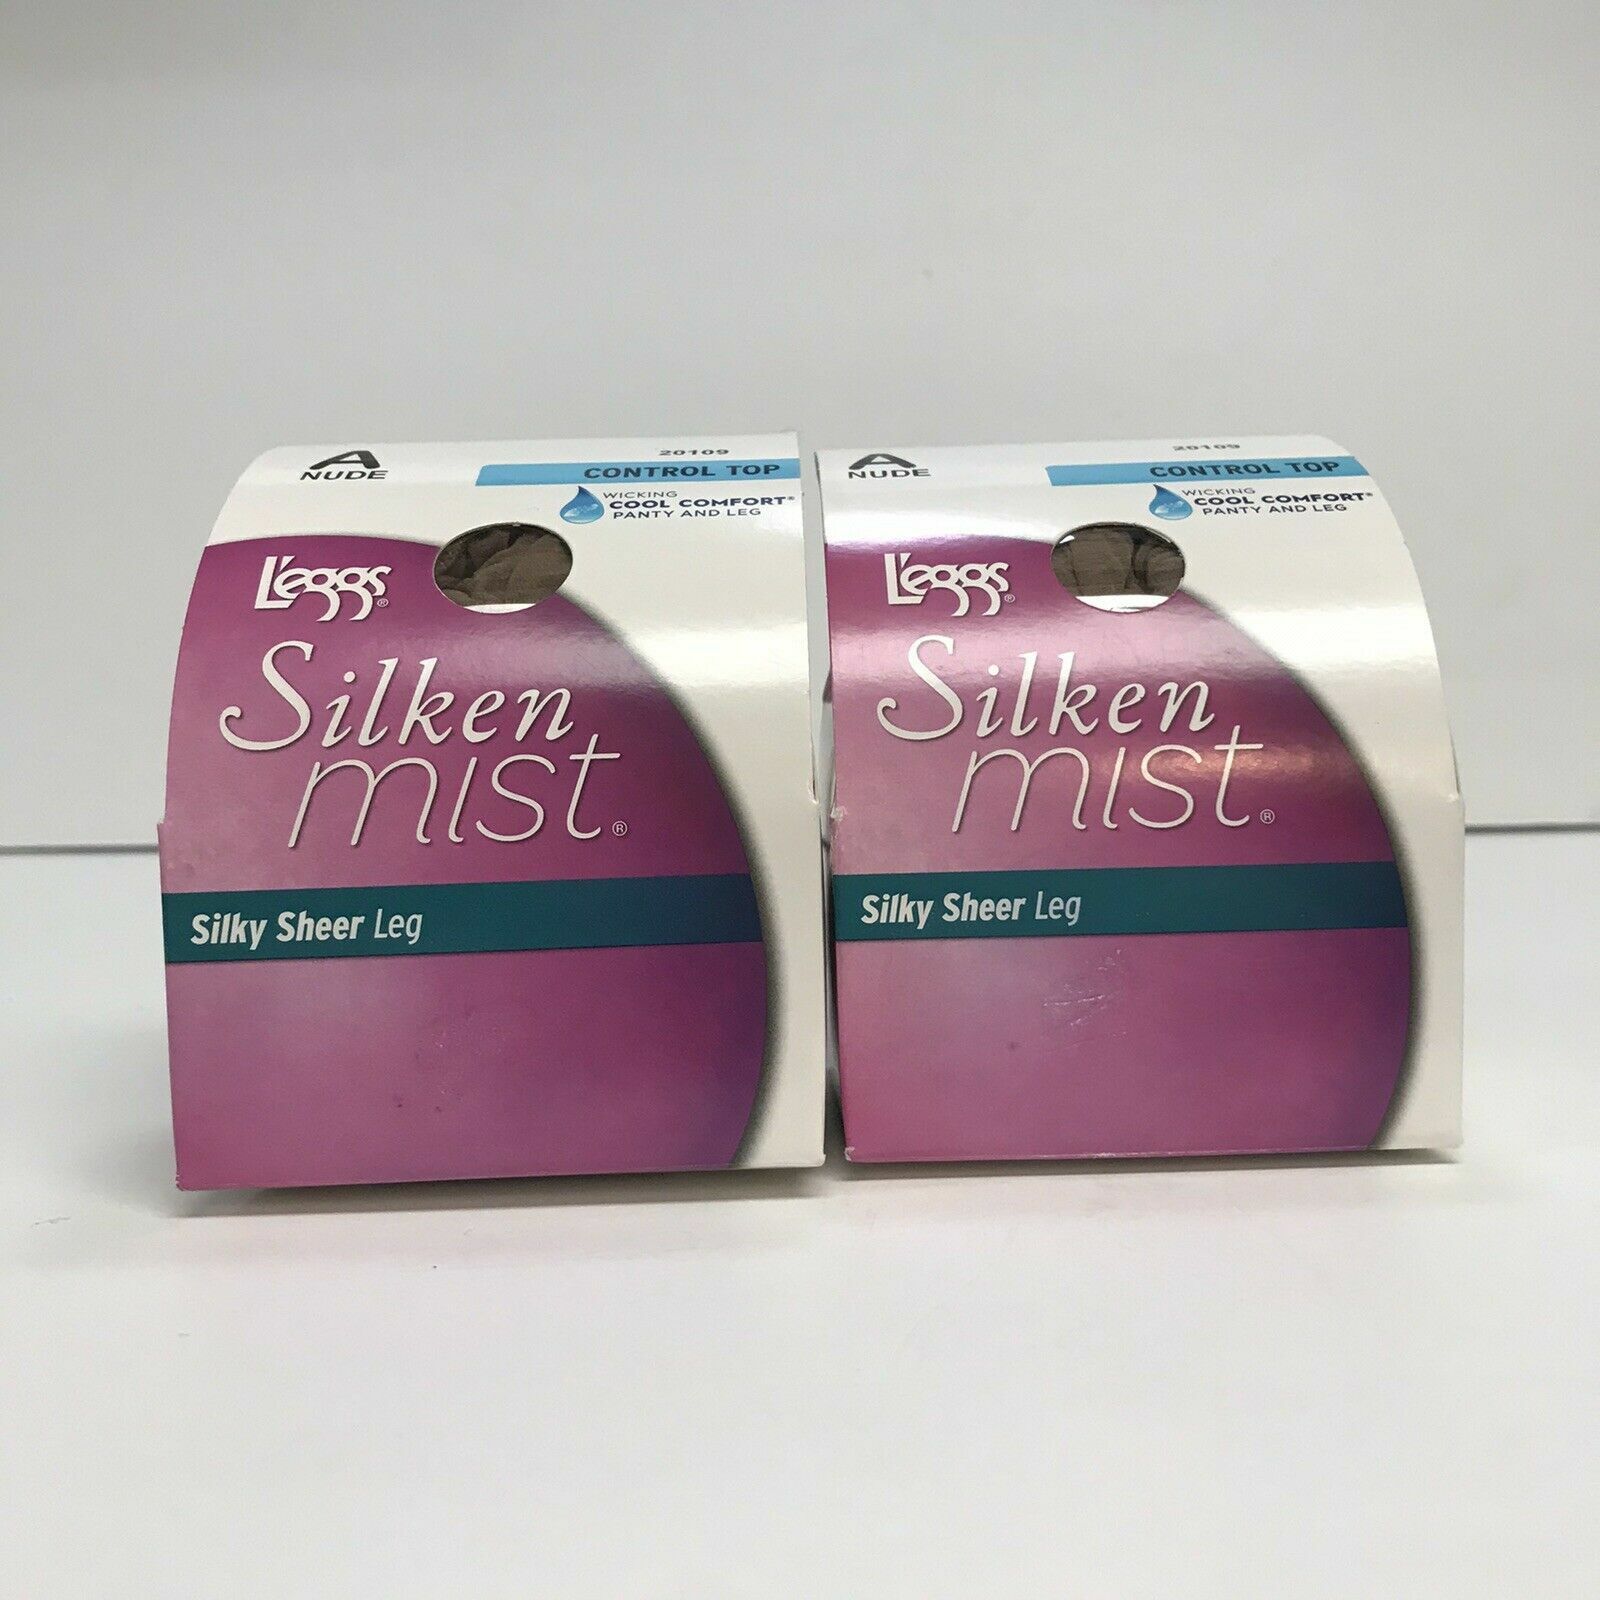 A
NUDE
20109
CONTROL TOP
WICKING
COOL COMFORT®
PANTY AND LEG
L'eggs®
Silken
mist®
Silky Sheer Leg
A
NUDE
20109
CONTROL TOP
WICKING
COOL COMFORT®
PANTY AND LEG
L'eggs®
Silken
mist®
Silky Sheer Leg